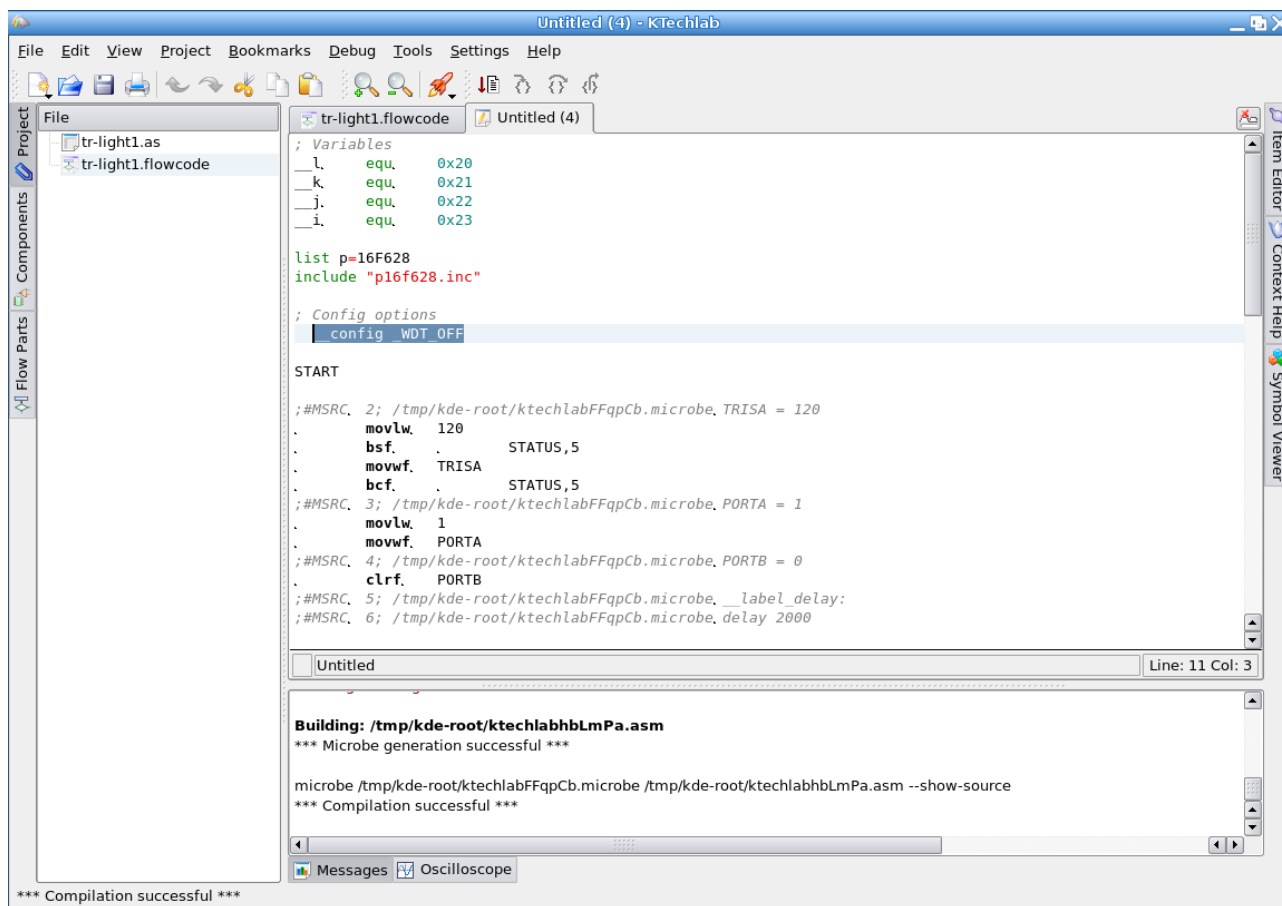 Untitled (4) - KTechlab
File Edit View Project Bookmarks Debug Tools Settings Help
Project
Components
Flow Parts
File
tr-light1.as
tr-light1.flowcode
tr-light1.flowcode
Untitled (4)
; Variables
__l. equ. 0x20
__k. equ. 0x21
__j. equ. 0x22
__i. equ. 0x23
list p=16F628
include "p16f628.inc"
; Config options
__config _WDT_OFF
START
;#MSRC. 2; /tmp/kde-root/ktechlabFFqpCb.microbe. TRISA = 120
. movlw. 120
. bsf. . STATUS,5
. movwf. TRISA
. bcf. . STATUS,5
;#MSRC. 3; /tmp/kde-root/ktechlabFFqpCb.microbe. PORTA = 1
. movlw. 1
. movwf. PORTA
;#MSRC. 4; /tmp/kde-root/ktechlabFFqpCb.microbe. PORTB = 0
. clrf. PORTB
;#MSRC. 5; /tmp/kde-root/ktechlabFFqpCb.microbe. __label_delay:
;#MSRC. 6; /tmp/kde-root/ktechlabFFqpCb.microbe. delay 2000
Untitled
Line: 11 Col: 3
Item Editor
Context Help
Symbol Viewer
Building: /tmp/kde-root/ktechlabhbLmPa.asm
*** Microbe generation successful ***
microbe /tmp/kde-root/ktechlabFFqpCb.microbe /tmp/kde-root/ktechlabhbLmPa.asm --show-source
*** Compilation successful ***
Messages
Oscilloscope
*** Compilation successful ***